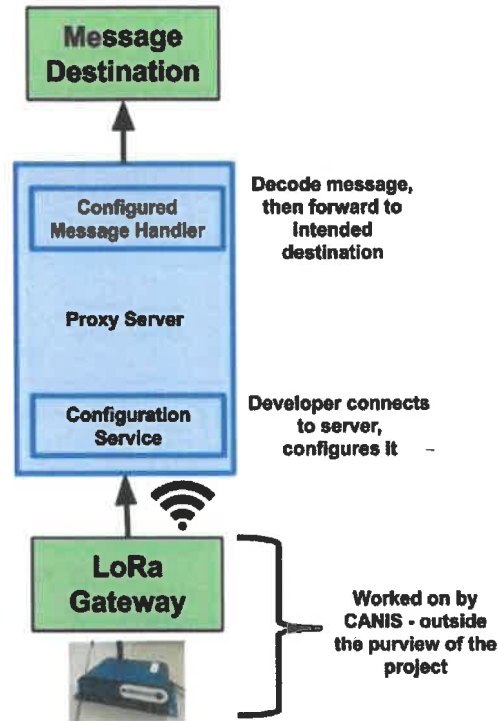 Message
Destination
Configured
Message Handler
Decode message,
then forward to
intended
destination
Proxy Server
Configuration
Service
Developer connects
to server,
configures it
LoRa
Gateway
Worked on by
CANIS - outside
the purview of the
project